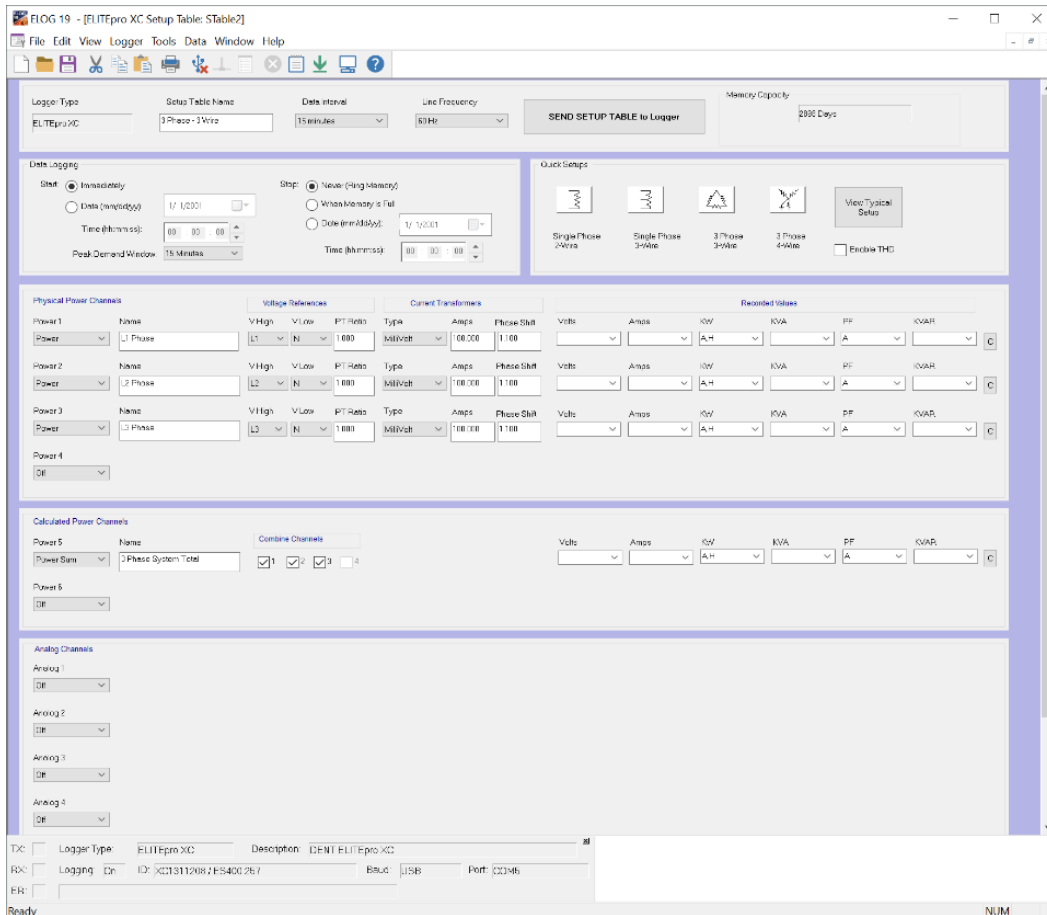 ELOG 19 - [ELITEpro XC Setup Table: STable2]
File Edit View Logger Tools Data Window Help
Logger Type Setup Table Name Data Interval Line Frequency Memory Capacity
ELITEpro XC 3 Phase - 3 Wire 15 minutes 60 Hz SEND SETUP TABLE to Logger 2088 Days
Data Logging Quick Setups
Start: Immediately Stop: Never (Ring Memory)
Date (mm/dd/yy): 1/ 1/2001 When Memory is Full
Time (hh:mm:ss): 00 : 00 : 00 Date (mm/dd/yy): 1/ 1/2001
Peak Demand Window: 15 Minutes Time (hh:mm:ss): 00 : 00 : 00
View Typical Setup
Single Phase 2-Wire Single Phase 3-Wire 3 Phase 3-Wire 3 Phase 4-Wire Enable THD
Physical Power Channels Voltage References Current Transformers Recorded Values
Power 1 Name V High V Low PT Ratio Type Amps Phase Shift Volts Amps KW KVA PF KVAR
Power L1 Phase L1 N 1.000 MilliVolt 100.000 1.100 A,H A C
Power 2 Name V High V Low PT Ratio Type Amps Phase Shift Volts Amps KW KVA PF KVAR
Power L2 Phase L2 N 1.000 MilliVolt 100.000 1.100 A,H A C
Power 3 Name V High V Low PT Ratio Type Amps Phase Shift Volts Amps KW KVA PF KVAR
Power L3 Phase L3 N 1.000 MilliVolt 100.000 1.100 A,H A C
Power 4
Off
Calculated Power Channels
Power 5 Name Combine Channels Volts Amps KW KVA PF KVAR
Power Sum 3 Phase System Total 1 2 3 4 A,H A C
Power 6
Off
Analog Channels
Analog 1
Off
Analog 2
Off
Analog 3
Off
Analog 4
Off
TX: Logger Type: ELITEpro XC Description: DENT ELITEpro XC
RX: Logging: On ID: XC1311208 / ES400.267 Baud: USB Port: COM5
ER:
Ready NUM